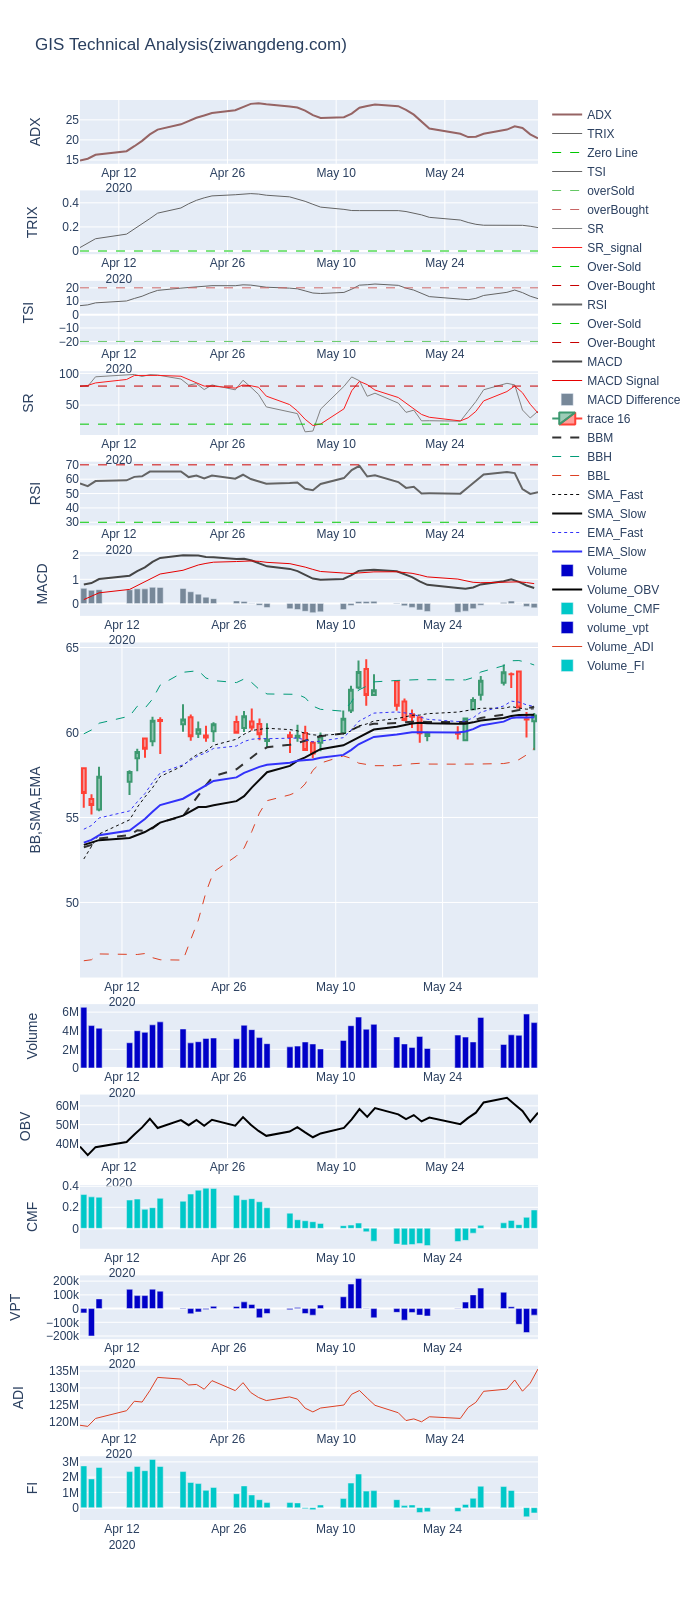 GIS Technical Analysis(ziwangdeng.com)
ADX
25
20
15
Apr 12
2020
Apr 26
May 10
May 24
TRIX
0.4
0.2
0
Apr 12
2020
Apr 26
May 10
May 24
TSI
20
10
0
−10
−20
Apr 12
2020
Apr 26
May 10
May 24
SR
100
50
Apr 12
2020
Apr 26
May 10
May 24
RSI
70
60
50
40
30
Apr 12
2020
Apr 26
May 10
May 24
MACD
2
1
0
Apr 12
2020
Apr 26
May 10
May 24
BB,SMA,EMA
65
60
55
50
Apr 12
2020
Apr 26
May 10
May 24
Volume
6M
4M
2M
0
Apr 12
2020
Apr 26
May 10
May 24
OBV
60M
50M
40M
Apr 12
2020
Apr 26
May 10
May 24
CMF
0.4
0.2
0
Apr 12
2020
Apr 26
May 10
May 24
VPT
200k
100k
0
−100k
−200k
Apr 12
2020
Apr 26
May 10
May 24
ADI
135M
130M
125M
120M
Apr 12
2020
Apr 26
May 10
May 24
FI
3M
2M
1M
0
Apr 12
2020
Apr 26
May 10
May 24
ADX
TRIX
Zero Line
TSI
overSold
overBought
SR
SR_signal
Over-Sold
Over-Bought
RSI
Over-Sold
Over-Bought
MACD
MACD Signal
MACD Difference
trace 16
BBM
BBH
BBL
SMA_Fast
SMA_Slow
EMA_Fast
EMA_Slow
Volume
Volume_OBV
Volume_CMF
volume_vpt
Volume_ADI
Volume_FI